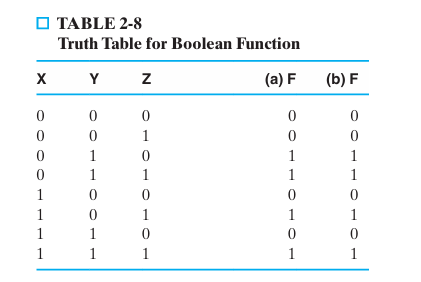 TABLE 2-8
Truth Table for Boolean Function
X Y Z (a) F (b) F
0 0 0 0 0
0 0 1 0 0
0 1 0 1 1
0 1 1 1 1
1 0 0 0 0
1 0 1 1 1
1 1 0 0 0
1 1 1 1 1